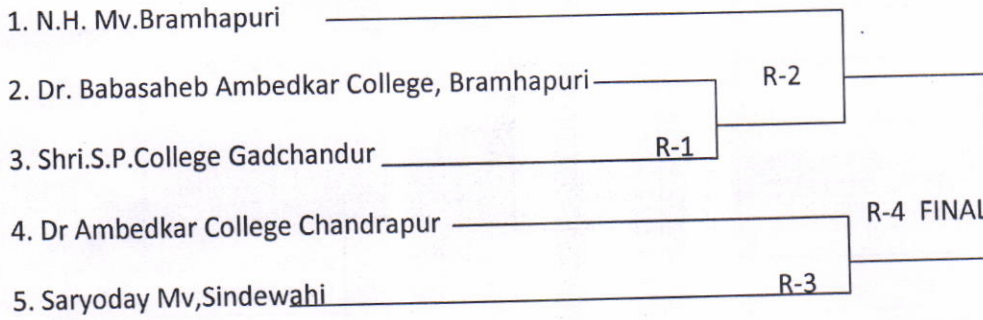 1. N.H. Mv.Bramhapuri
2. Dr. Babasaheb Ambedkar College, Bramhapuri
R-2
3. Shri.S.P.College Gadchandur
R-1
4. Dr Ambedkar College Chandrapur
R-4 FINAL
5. Saryoday Mv,Sindewahi
R-3